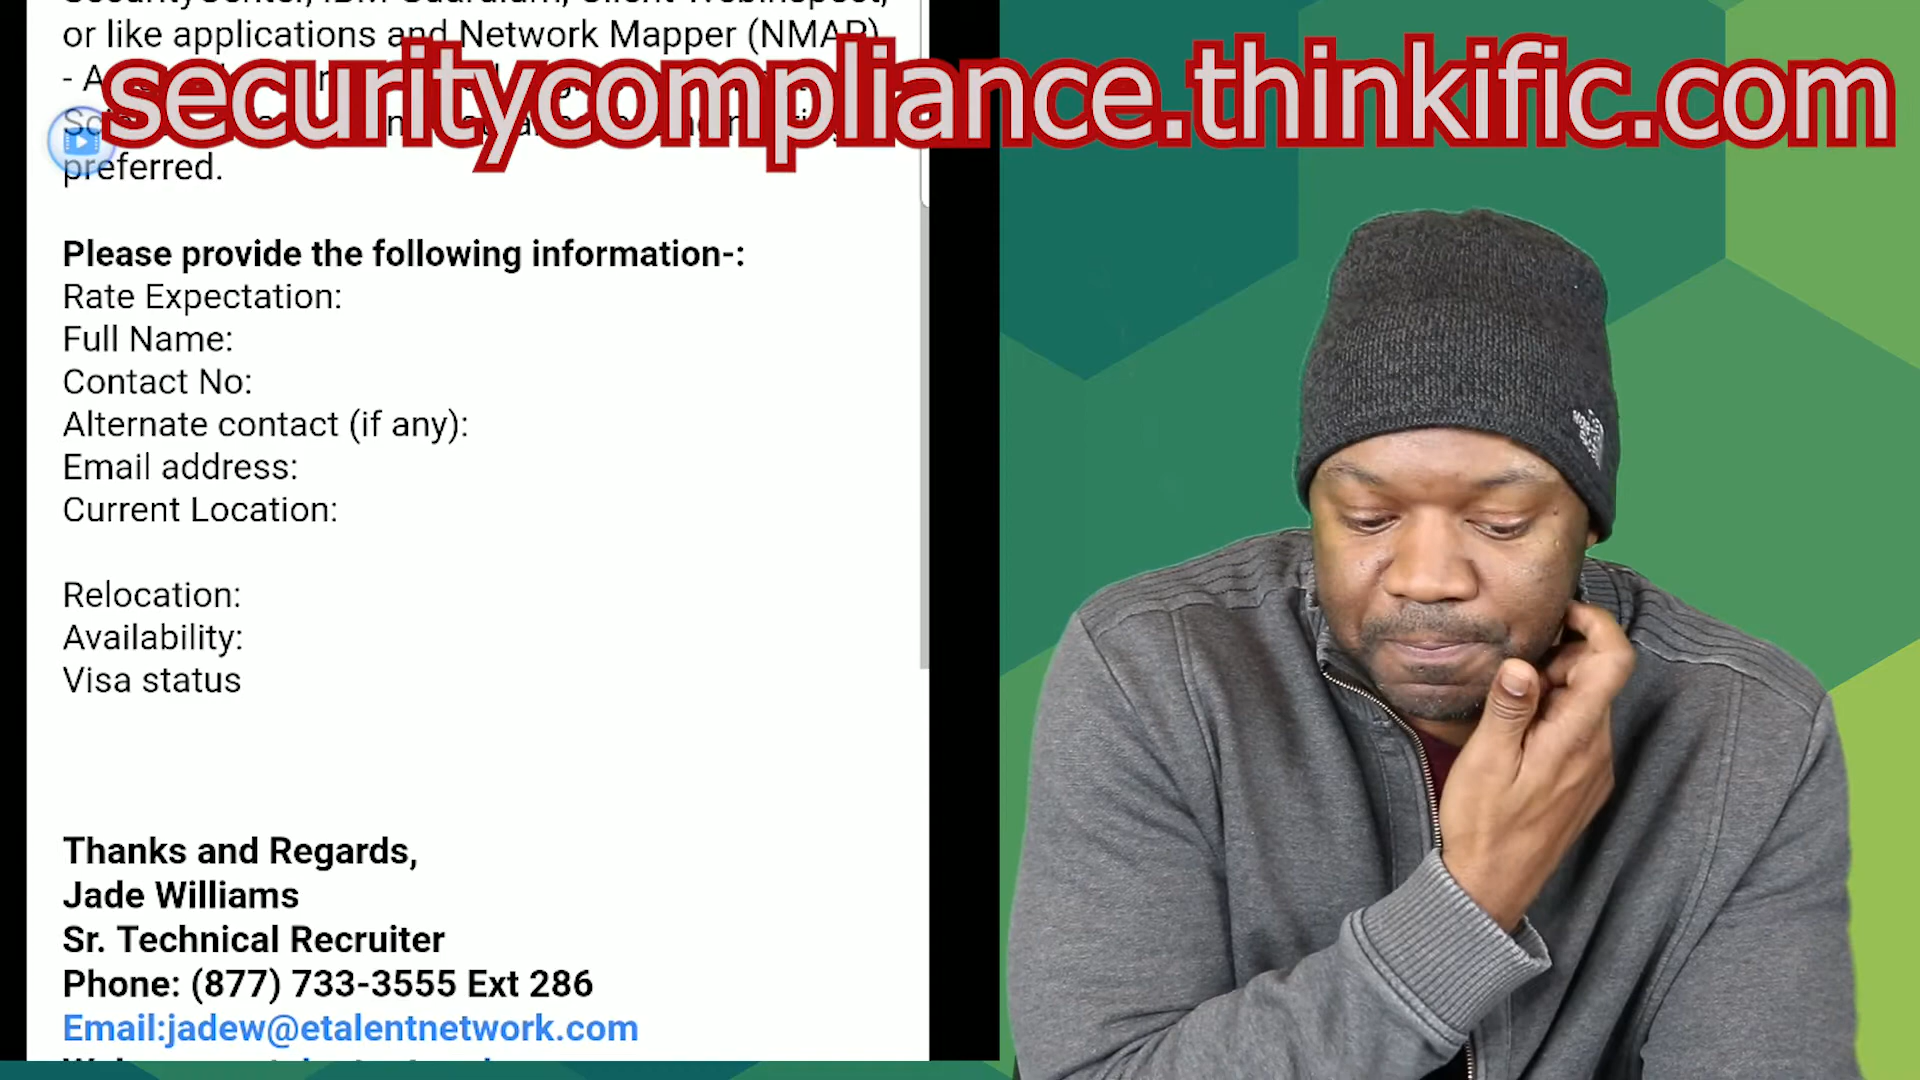 securitycompliance.thinkific.com
or like applications and Network Mapper (NMAP)
preferred.
Please provide the following information-:
Rate Expectation:
Full Name:
Contact No:
Alternate contact (if any):
Email address:
Current Location:
Relocation:
Availability:
Visa status
Thanks and Regards,
Jade Williams
Sr. Technical Recruiter
Phone: (877) 733-3555 Ext 286
Email:jadew@etalentnetwork.com